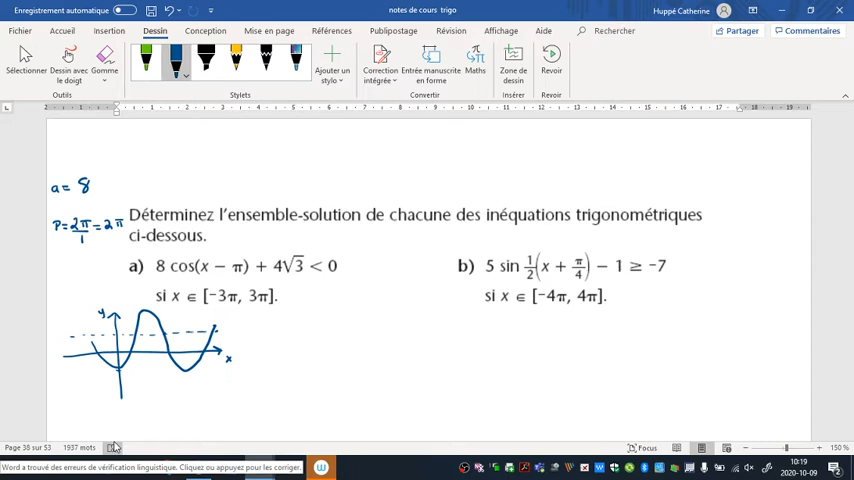 Enregistrement automatique
notes de cours trigo
Huppé Catherine
Fichier Accueil Insertion Dessin Conception Mise en page Références Publipostage Révision Affichage Aide Rechercher Partager Commentaires
Sélectionner Dessin avec le doigt Gomme Ajouter un stylo Correction intégrée Entrée manuscrite en forme Maths Zone de dessin Revoir
Outils Stylets Convertir Insérer Revoir
a = 8
P = 2π/1 = 2π
Déterminez l'ensemble-solution de chacune des inéquations trigonométriques
ci-dessous.
a) 8 cos(x − π) + 4√3 < 0
b) 5 sin 1/2(x + π/4) − 1 ≥ −7
si x ∈ [−3π, 3π].
si x ∈ [−4π, 4π].
y
x
Page 38 sur 53 1937 mots Focus 150 %
Word a trouvé des erreurs de vérification linguistique. Cliquez ou appuyez pour les corriger.
10:19
2020-10-09